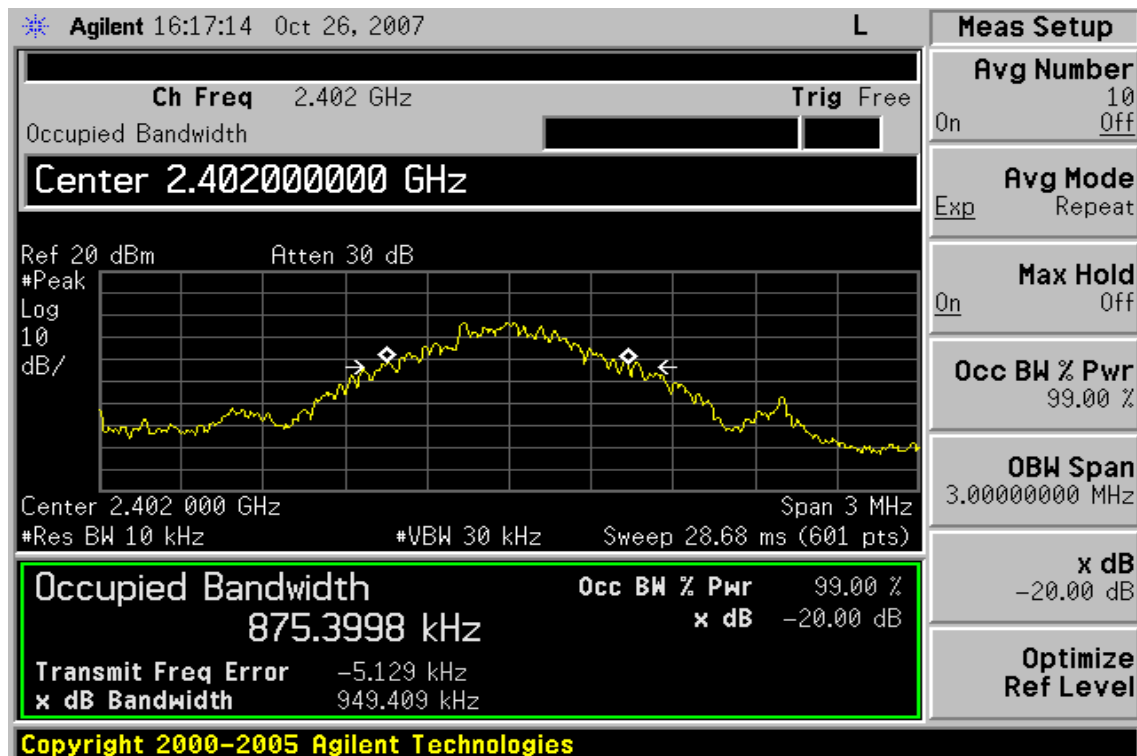 Agilent 16:17:14 Oct 26, 2007 L
Ch Freq 2.402 GHz Trig Free
Occupied Bandwidth
Center 2.402000000 GHz
Ref 20 dBm Atten 30 dB
#Peak
Log
10
dB/
Center 2.402 000 GHz Span 3 MHz
#Res BW 10 kHz #VBW 30 kHz Sweep 28.68 ms (601 pts)
Occupied Bandwidth Occ BW % Pwr 99.00 %
875.3998 kHz x dB -20.00 dB
Transmit Freq Error -5.129 kHz
x dB Bandwidth 949.409 kHz
Meas Setup
Avg Number
10
On Off
Avg Mode
Exp Repeat
Max Hold
On Off
Occ BW % Pwr
99.00 %
OBW Span
3.00000000 MHz
x dB
-20.00 dB
Optimize
Ref Level
Copyright 2000-2005 Agilent Technologies